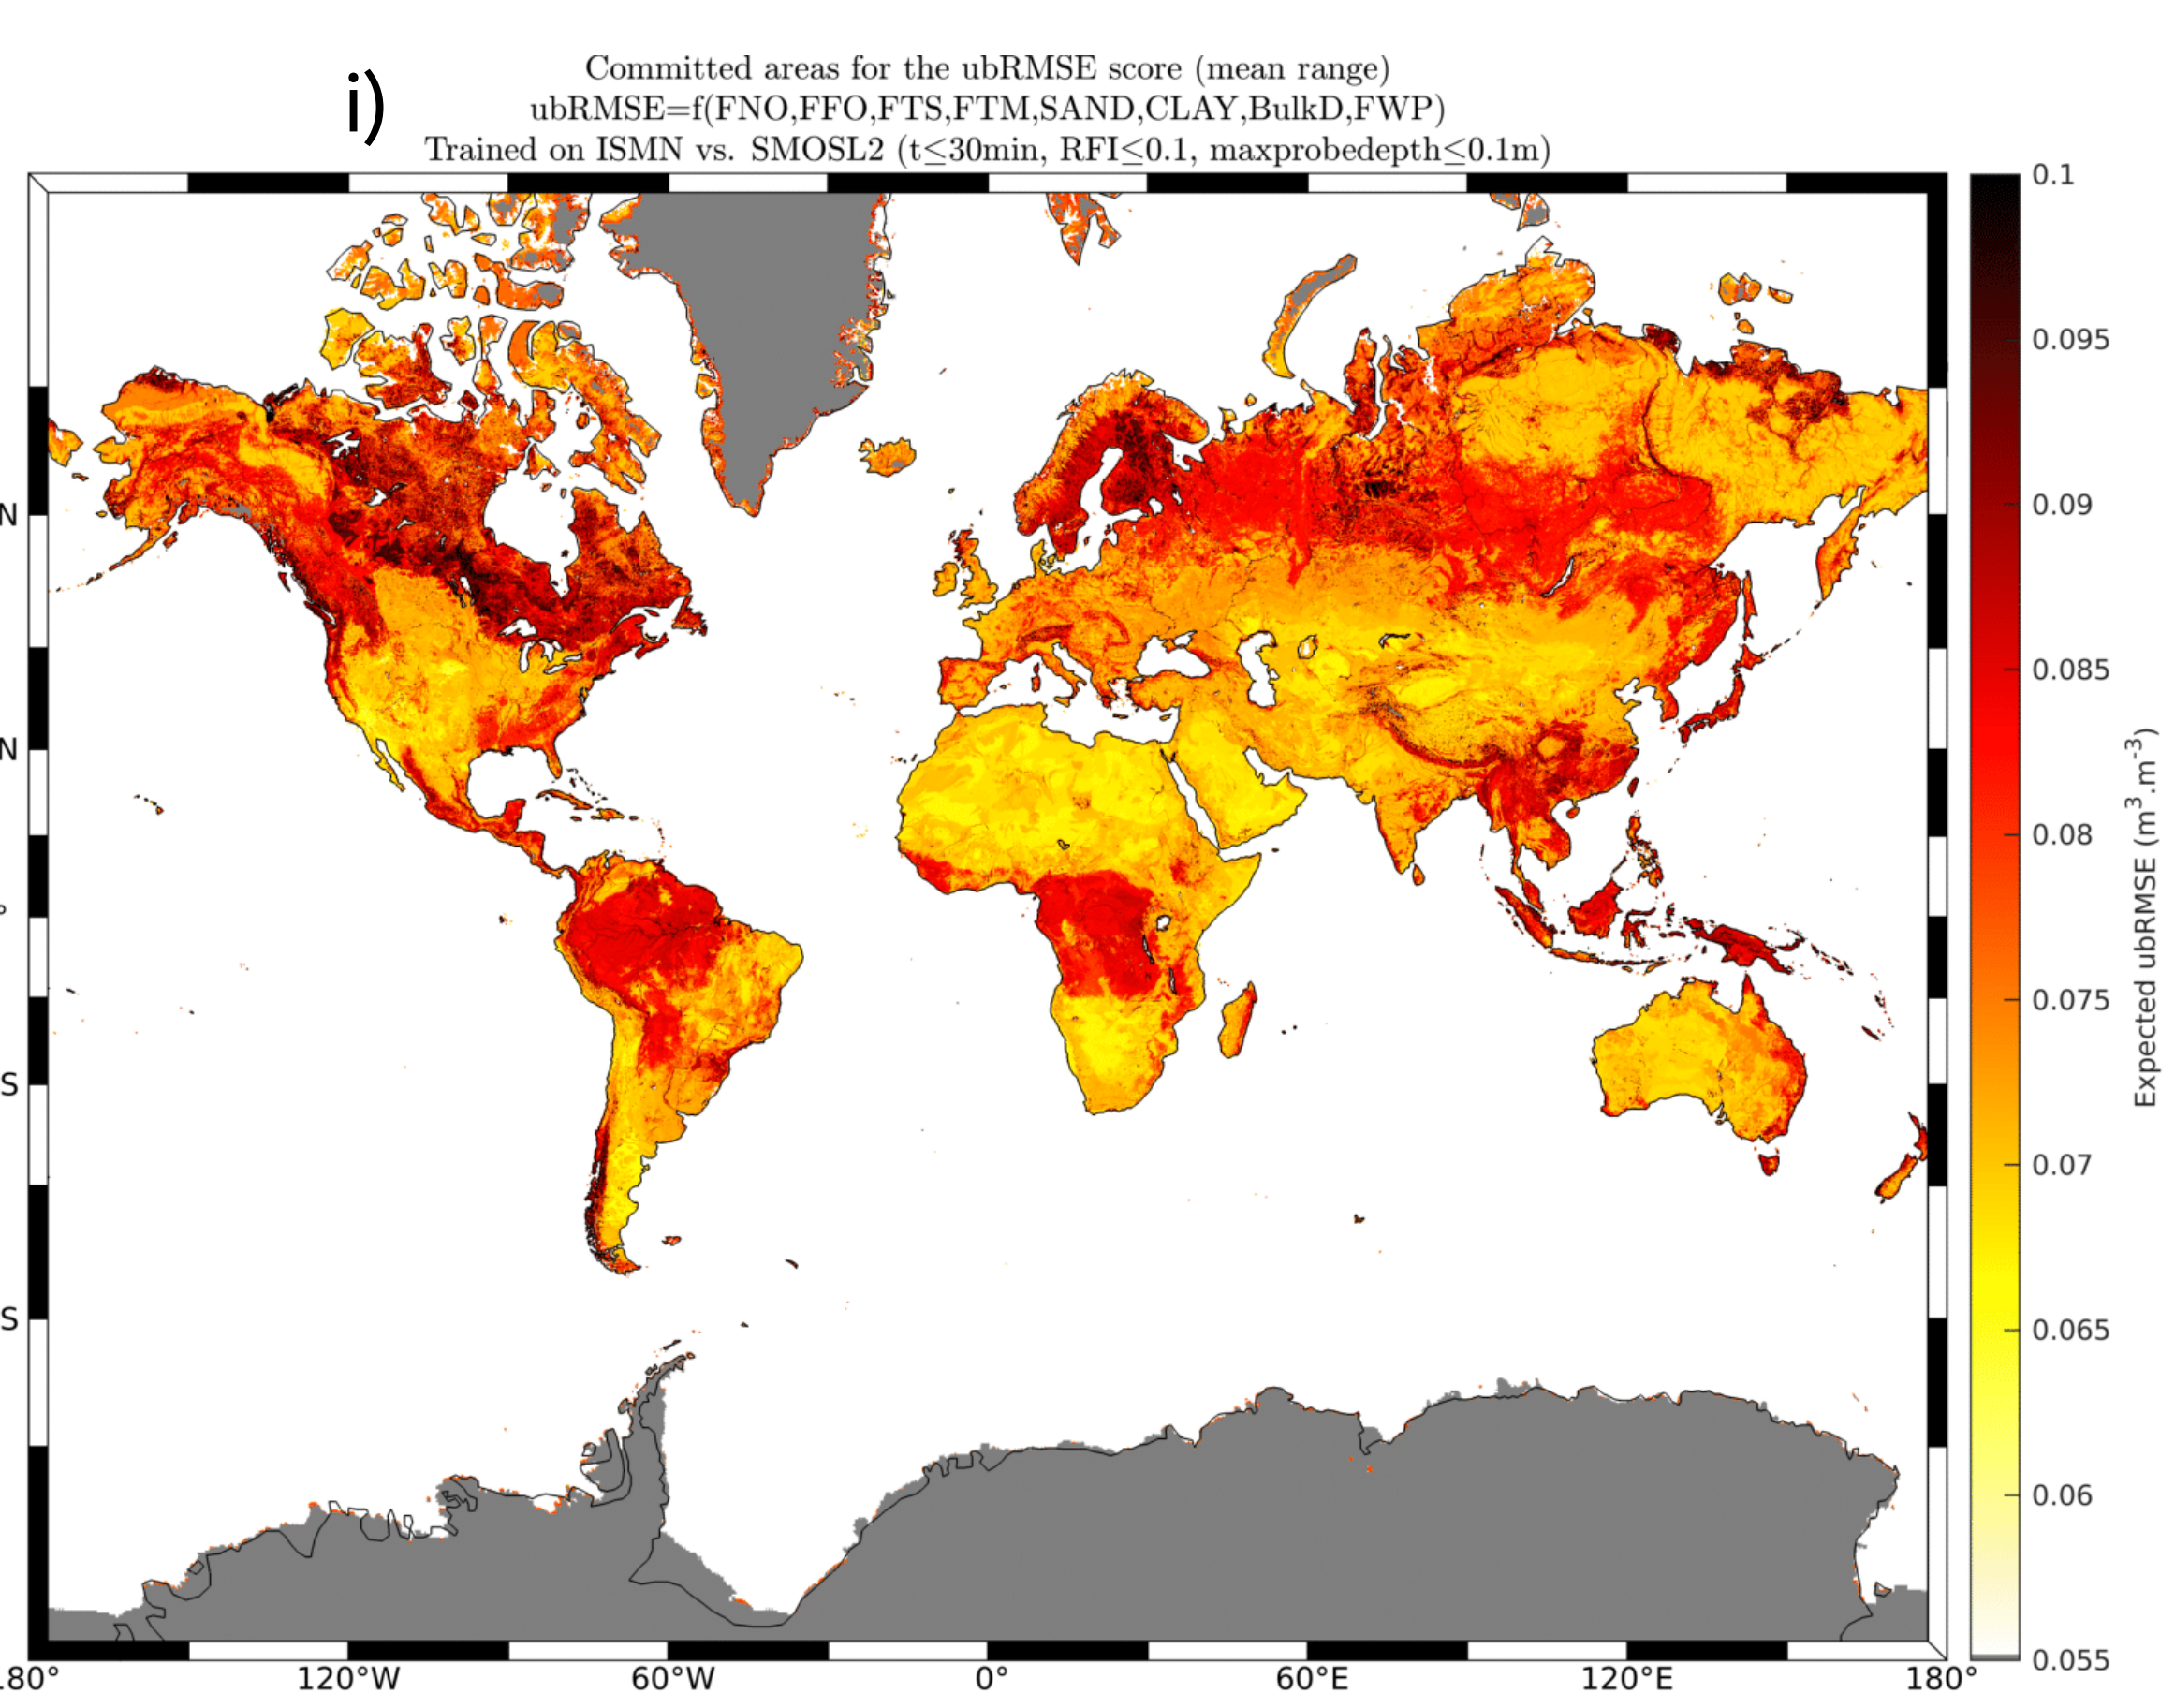 i)
Committed areas for the ubRMSE score (mean range)
ubRMSE=f(FNO,FFO,FTS,FTM,SAND,CLAY,BulkD,FWP)
Trained on ISMN vs. SMOSL2 (t≤30min, RFI≤0.1, maxprobedepth≤0.1m)
0.1
0.095
0.09
0.085
0.08
0.075
0.07
0.065
0.06
0.055
Expected ubRMSE (m³.m⁻³)
N
N
°
S
S
180°
120°W
60°W
0°
60°E
120°E
180°